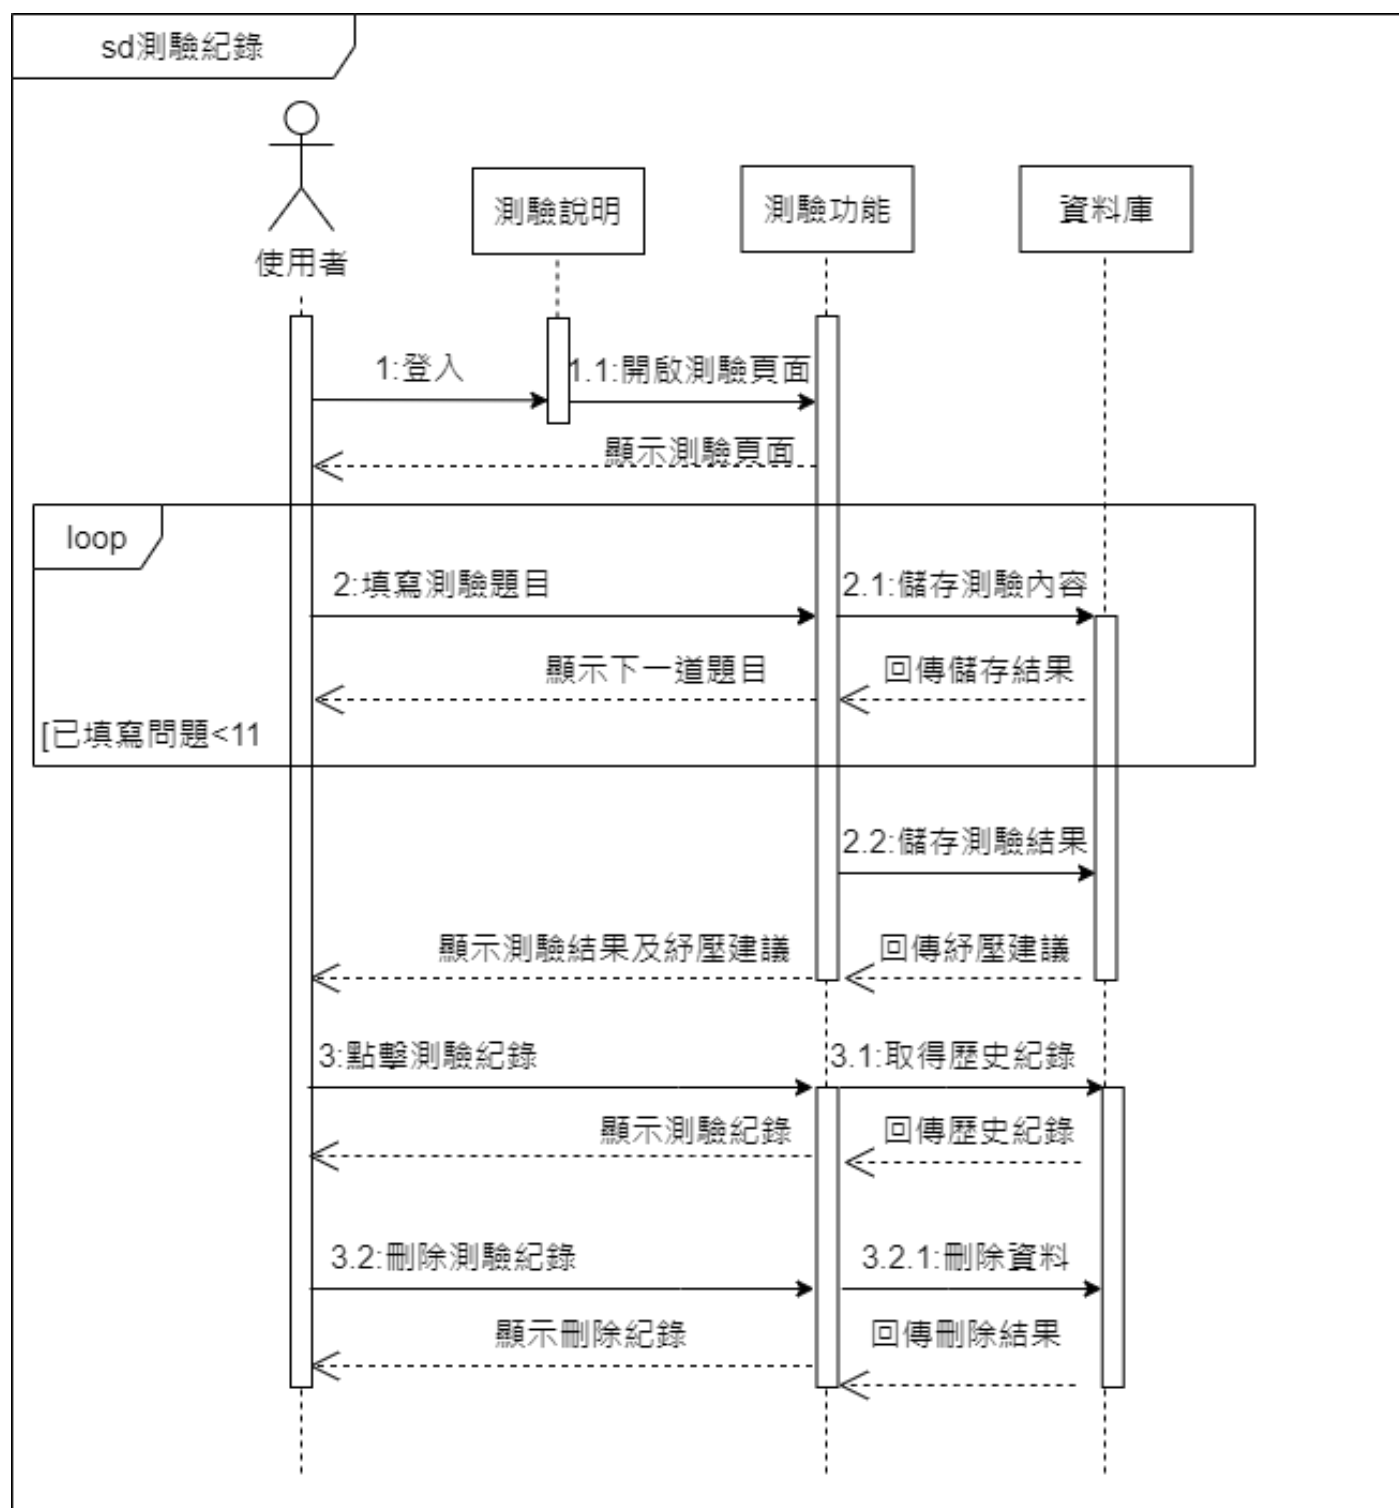 sd測驗紀錄
使用者
測驗說明
測驗功能
資料庫
1:登入
1.1:開啟測驗頁面
顯示測驗頁面
loop
2:填寫測驗題目
2.1:儲存測驗內容
顯示下一道題目
回傳儲存結果
[已填寫問題<11
2.2:儲存測驗結果
顯示測驗結果及紓壓建議
回傳紓壓建議
3:點擊測驗紀錄
3.1:取得歷史紀錄
顯示測驗紀錄
回傳歷史紀錄
3.2:刪除測驗紀錄
3.2.1:刪除資料
顯示刪除紀錄
回傳刪除結果